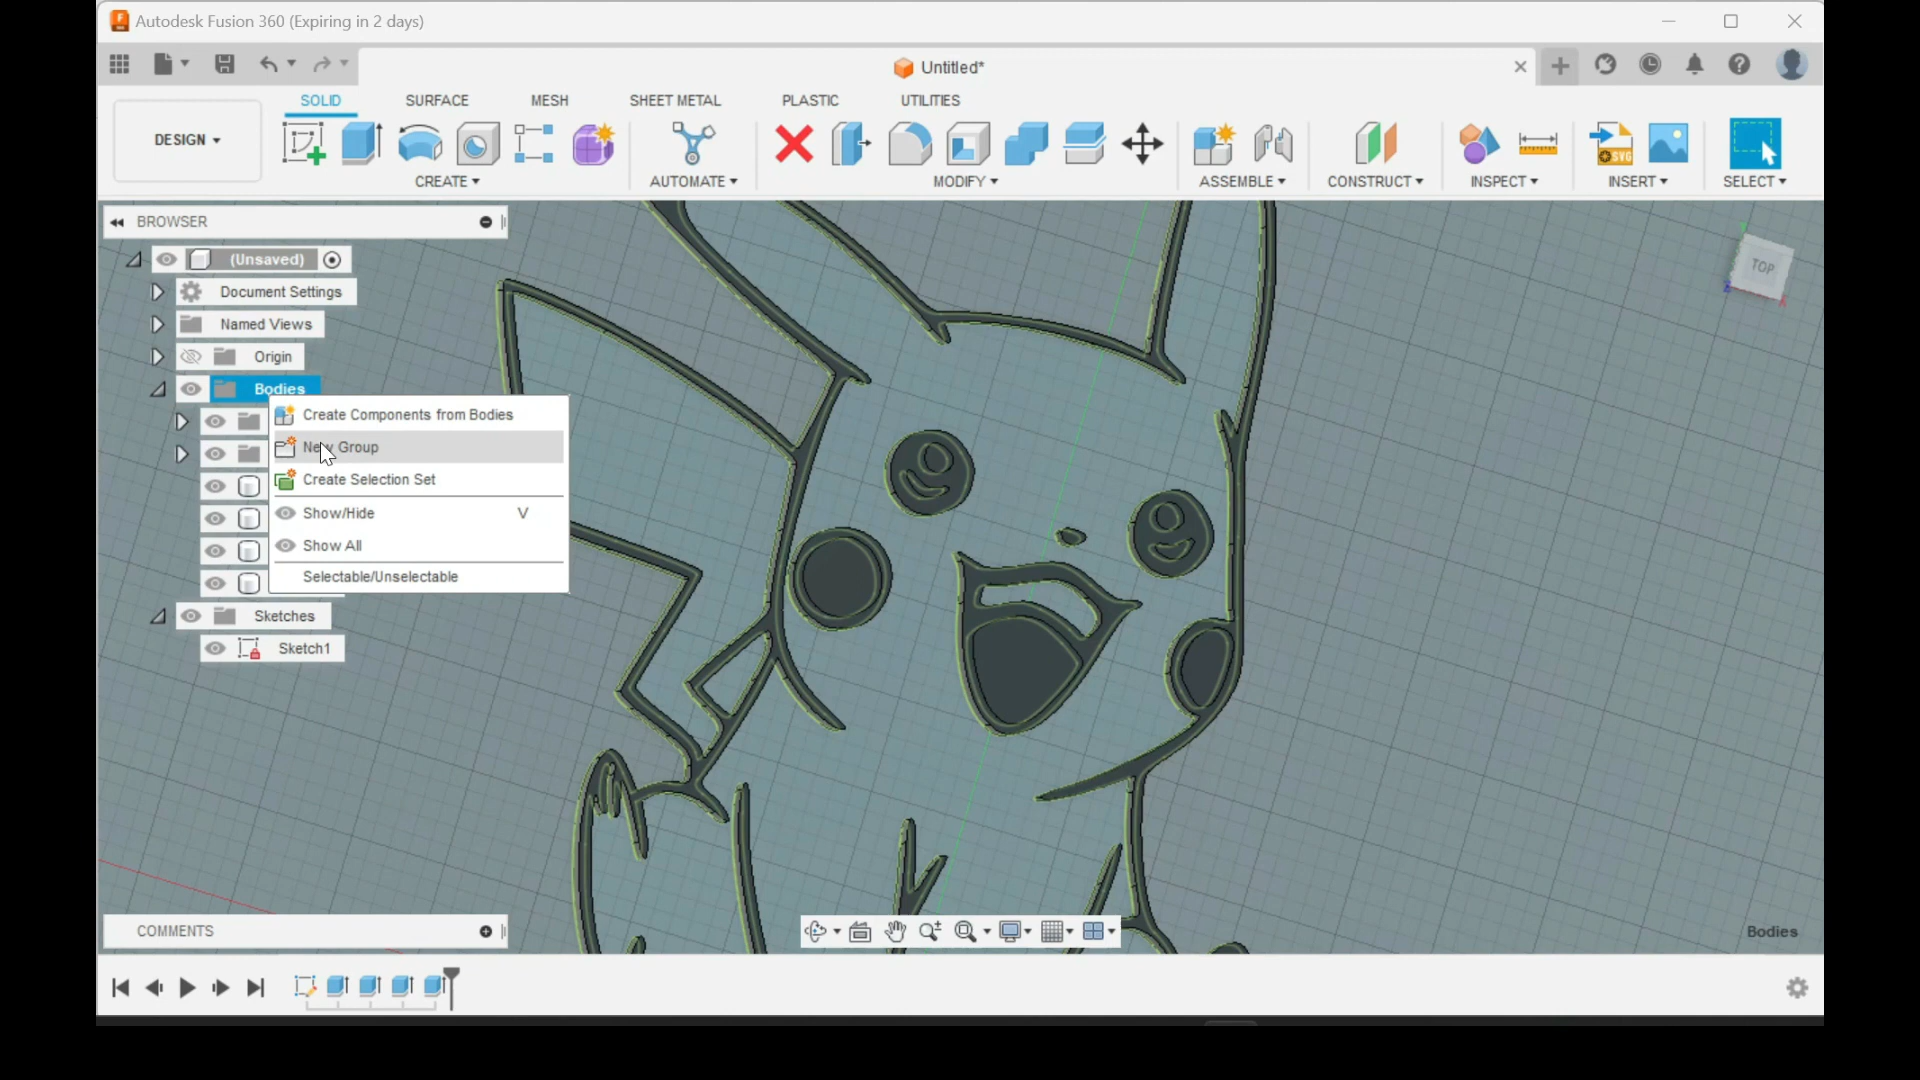 Autodesk Fusion 360 (Expiring in 2 days)
Untitled*
SOLID SURFACE MESH SHEET METAL PLASTIC UTILITIES
DESIGN
CREATE AUTOMATE MODIFY ASSEMBLE CONSTRUCT INSPECT INSERT SELECT
SVG
BROWSER
(Unsaved)
Document Settings
Named Views
Origin
Bodies
Create Components from Bodies
New Group
Create Selection Set
Show/Hide V
Show All
Selectable/Unselectable
Sketches
Sketch1
TOP
COMMENTS
Bodies